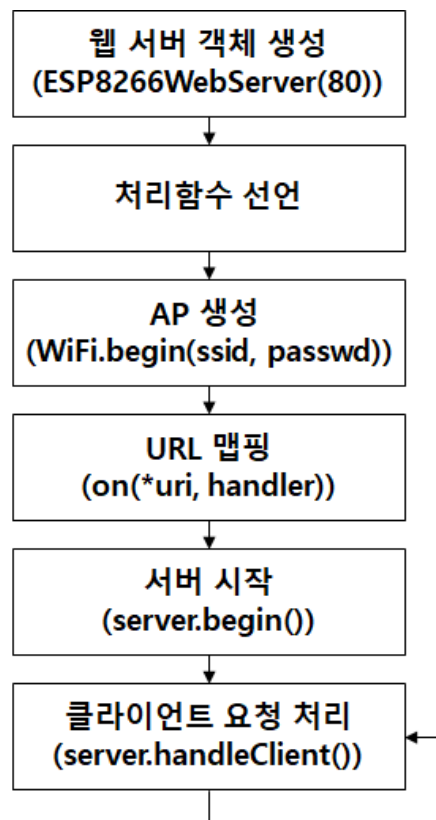 웹 서버 객체 생성
(ESP8266WebServer(80))
처리함수 선언
AP 생성
(WiFi.begin(ssid, passwd))
URL 맵핑
(on(*uri, handler))
서버 시작
(server.begin())
클라이언트 요청 처리
(server.handleClient())